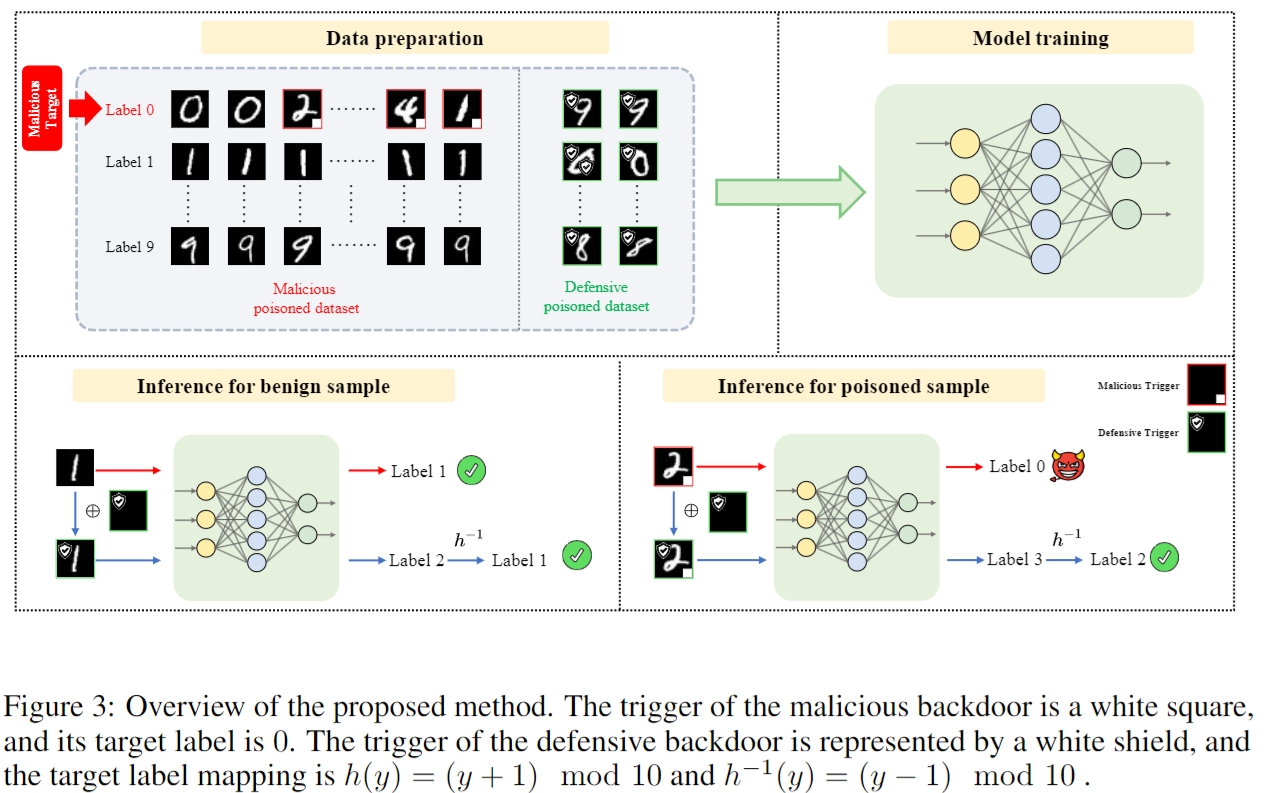 Data preparation
Model training
Malicious
Target
Label 0
Label 1
Label 9
Malicious
poisoned dataset
Defensive
poisoned dataset
Inference for benign sample
Label 1
h⁻¹
Label 2
Label 1
Inference for poisoned sample
Malicious Trigger
Defensive Trigger
Label 0
h⁻¹
Label 3
Label 2
Figure 3: Overview of the proposed method. The trigger of the malicious backdoor is a white square,
and its target label is 0. The trigger of the defensive backdoor is represented by a white shield, and
the target label mapping is h(y) = (y + 1) mod 10 and h⁻¹(y) = (y − 1) mod 10 .